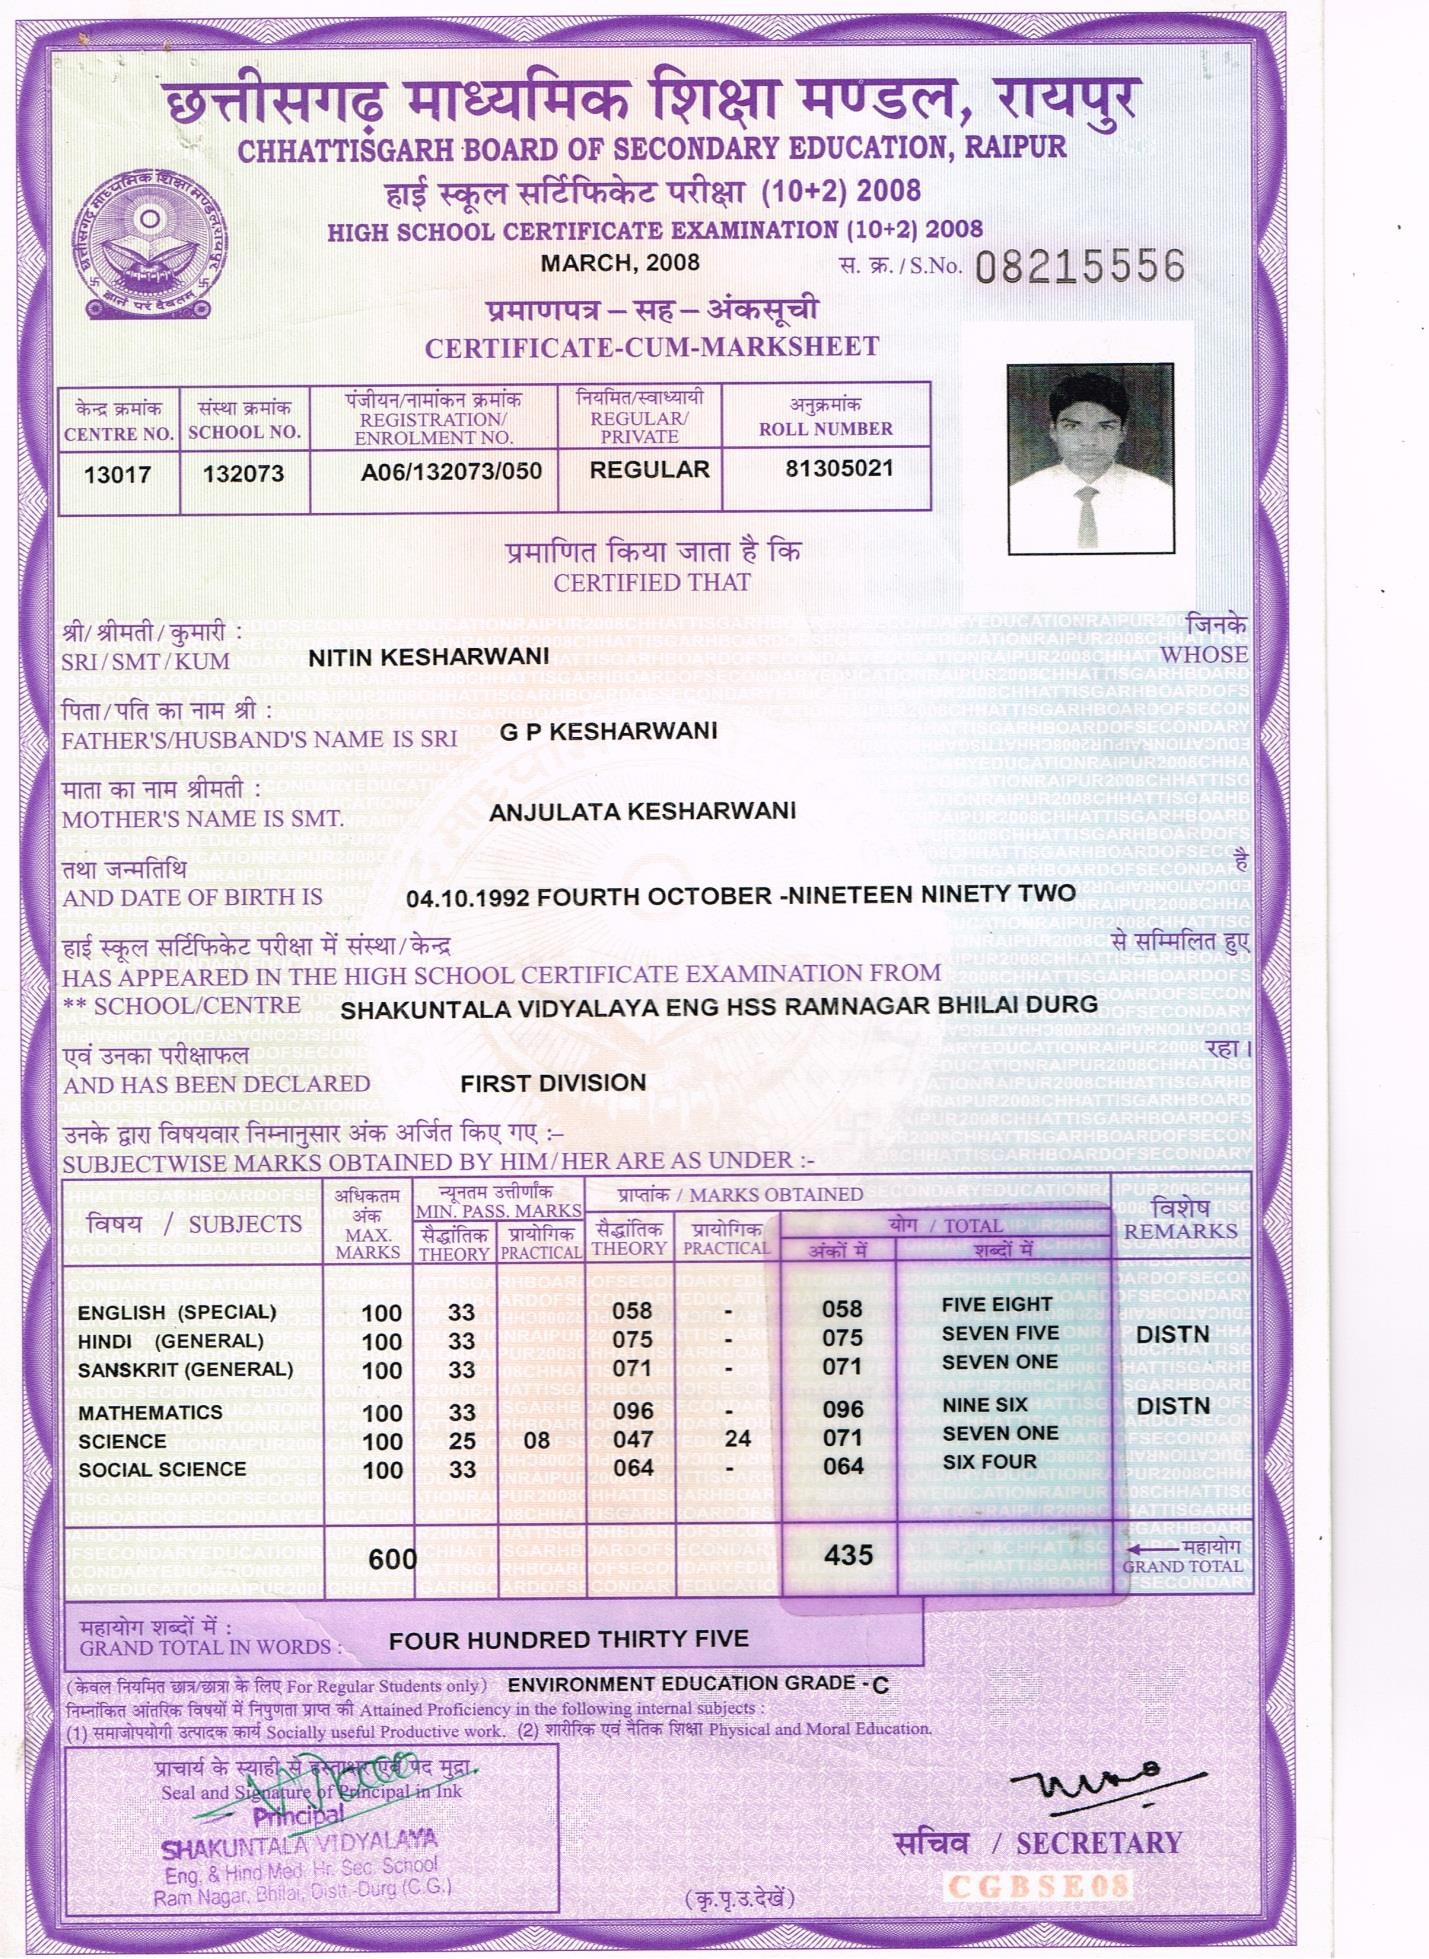 छत्तीसगढ़ माध्यमिक शिक्षा मण्डल, रायपुर
CHHATTISGARH BOARD OF SECONDARY EDUCATION, RAIPUR
हाई स्कूल सर्टिफिकेट परीक्षा (10+2) 2008
HIGH SCHOOL CERTIFICATE EXAMINATION (10+2) 2008
MARCH, 2008
स. क्र. / S.No. 08215556
प्रमाणपत्र – सह – अंकसूची
CERTIFICATE-CUM-MARKSHEET
केन्द्र क्रमांक संस्था क्रमांक पंजीयन/नामांकन क्रमांक नियमित/स्वाध्यायी अनुक्रमांक
CENTRE NO. SCHOOL NO. REGISTRATION/ ENROLMENT NO. REGULAR/ PRIVATE ROLL NUMBER
13017 132073 A06/132073/050 REGULAR 81305021
प्रमाणित किया जाता है कि
CERTIFIED THAT
श्री/ श्रीमती / कुमारी : जिनके
SRI / SMT / KUM NITIN KESHARWANI WHOSE
पिता/पति का नाम श्री :
FATHER'S/HUSBAND'S NAME IS SRI G P KESHARWANI
माता का नाम श्रीमती :
MOTHER'S NAME IS SMT. ANJULATA KESHARWANI
तथा जन्मतिथि है
AND DATE OF BIRTH IS 04.10.1992 FOURTH OCTOBER -NINETEEN NINETY TWO
हाई स्कूल सर्टिफिकेट परीक्षा में संस्था/केन्द्र से सम्मिलित हुए
HAS APPEARED IN THE HIGH SCHOOL CERTIFICATE EXAMINATION FROM
** SCHOOL/CENTRE SHAKUNTALA VIDYALAYA ENG HSS RAMNAGAR BHILAI DURG
एवं उनका परीक्षाफल रहा।
AND HAS BEEN DECLARED FIRST DIVISION
उनके द्वारा विषयवार निम्नानुसार अंक अर्जित किए गए :–
SUBJECTWISE MARKS OBTAINED BY HIM/HER ARE AS UNDER :-
विषय / SUBJECTS अधिकतम अंक MAX. MARKS न्यूनतम उत्तीर्णांक MIN. PASS. MARKS प्राप्तांक / MARKS OBTAINED विशेष REMARKS
सैद्धांतिक THEORY प्रायोगिक PRACTICAL सैद्धांतिक THEORY प्रायोगिक PRACTICAL योग / TOTAL
अंकों में शब्दों में
ENGLISH (SPECIAL) 100 33 058 - 058 FIVE EIGHT
HINDI (GENERAL) 100 33 075 - 075 SEVEN FIVE DISTN
SANSKRIT (GENERAL) 100 33 071 - 071 SEVEN ONE
MATHEMATICS 100 33 096 - 096 NINE SIX DISTN
SCIENCE 100 25 08 047 24 071 SEVEN ONE
SOCIAL SCIENCE 100 33 064 - 064 SIX FOUR
600 435 महायोग GRAND TOTAL
महायोग शब्दों में :
GRAND TOTAL IN WORDS : FOUR HUNDRED THIRTY FIVE
(केवल नियमित छात्र/छात्रा के लिए For Regular Students only) ENVIRONMENT EDUCATION GRADE - C
निम्नांकित आंतरिक विषयों में निपुणता प्राप्त की Attained Proficiency in the following internal subjects :
(1) समाजोपयोगी उत्पादक कार्य Socially useful Productive work. (2) शारीरिक एवं नैतिक शिक्षा Physical and Moral Education.
प्राचार्य के स्याही से हस्ताक्षर एवं पद मुद्रा.
Seal and Signature of Principal in Ink
Principal
SHAKUNTALA VIDYALAYA
Eng. & Hind Med. Hr. Sec. School
Ram Nagar, Bhilai, Distt.-Durg (C.G.)
सचिव / SECRETARY
CGBSE08
(कृ.पृ.उ.देखें)